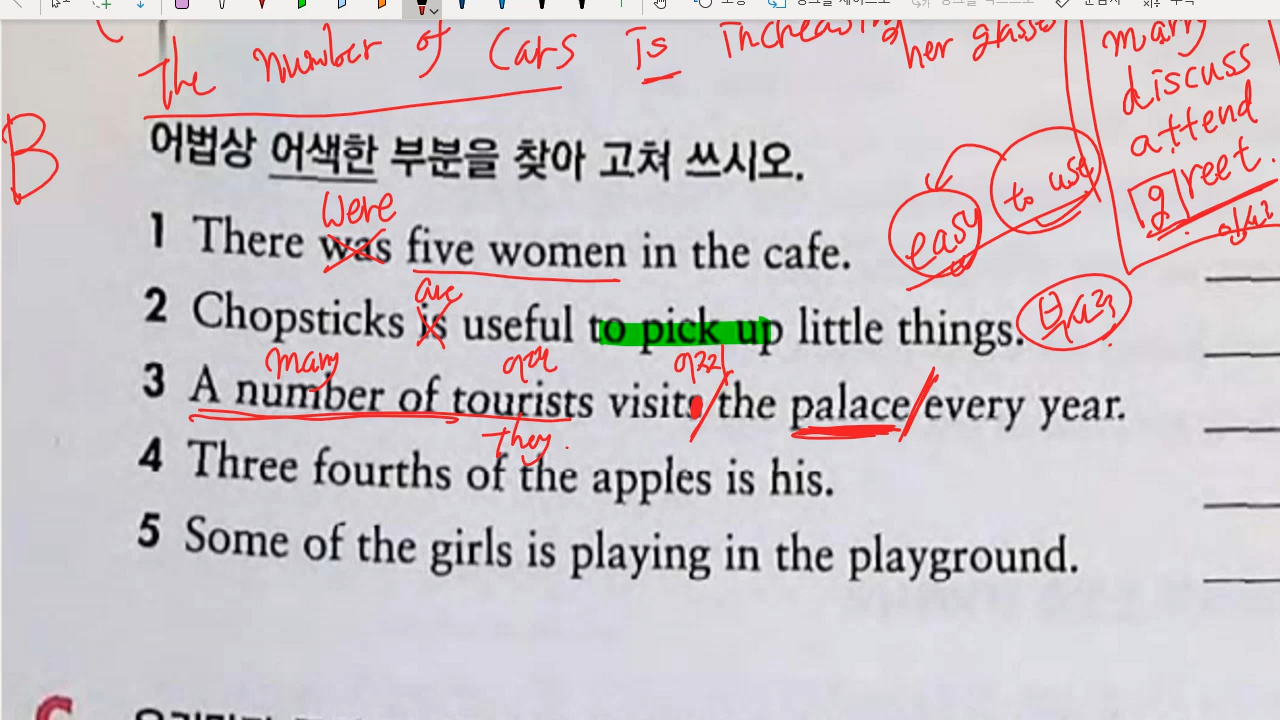 The number of Cars is increasing
her glasse
marry
discuss
attend
greet.
B
어법상 어색한 부분을 찾아 고쳐 쓰시오.
easy to use
were
1 There was five women in the cafe.
are
2 Chopsticks is useful to pick up little things.
many
3 A number of tourists visits the palace every year.
they.
4 Three fourths of the apples is his.
5 Some of the girls is playing in the playground.
C